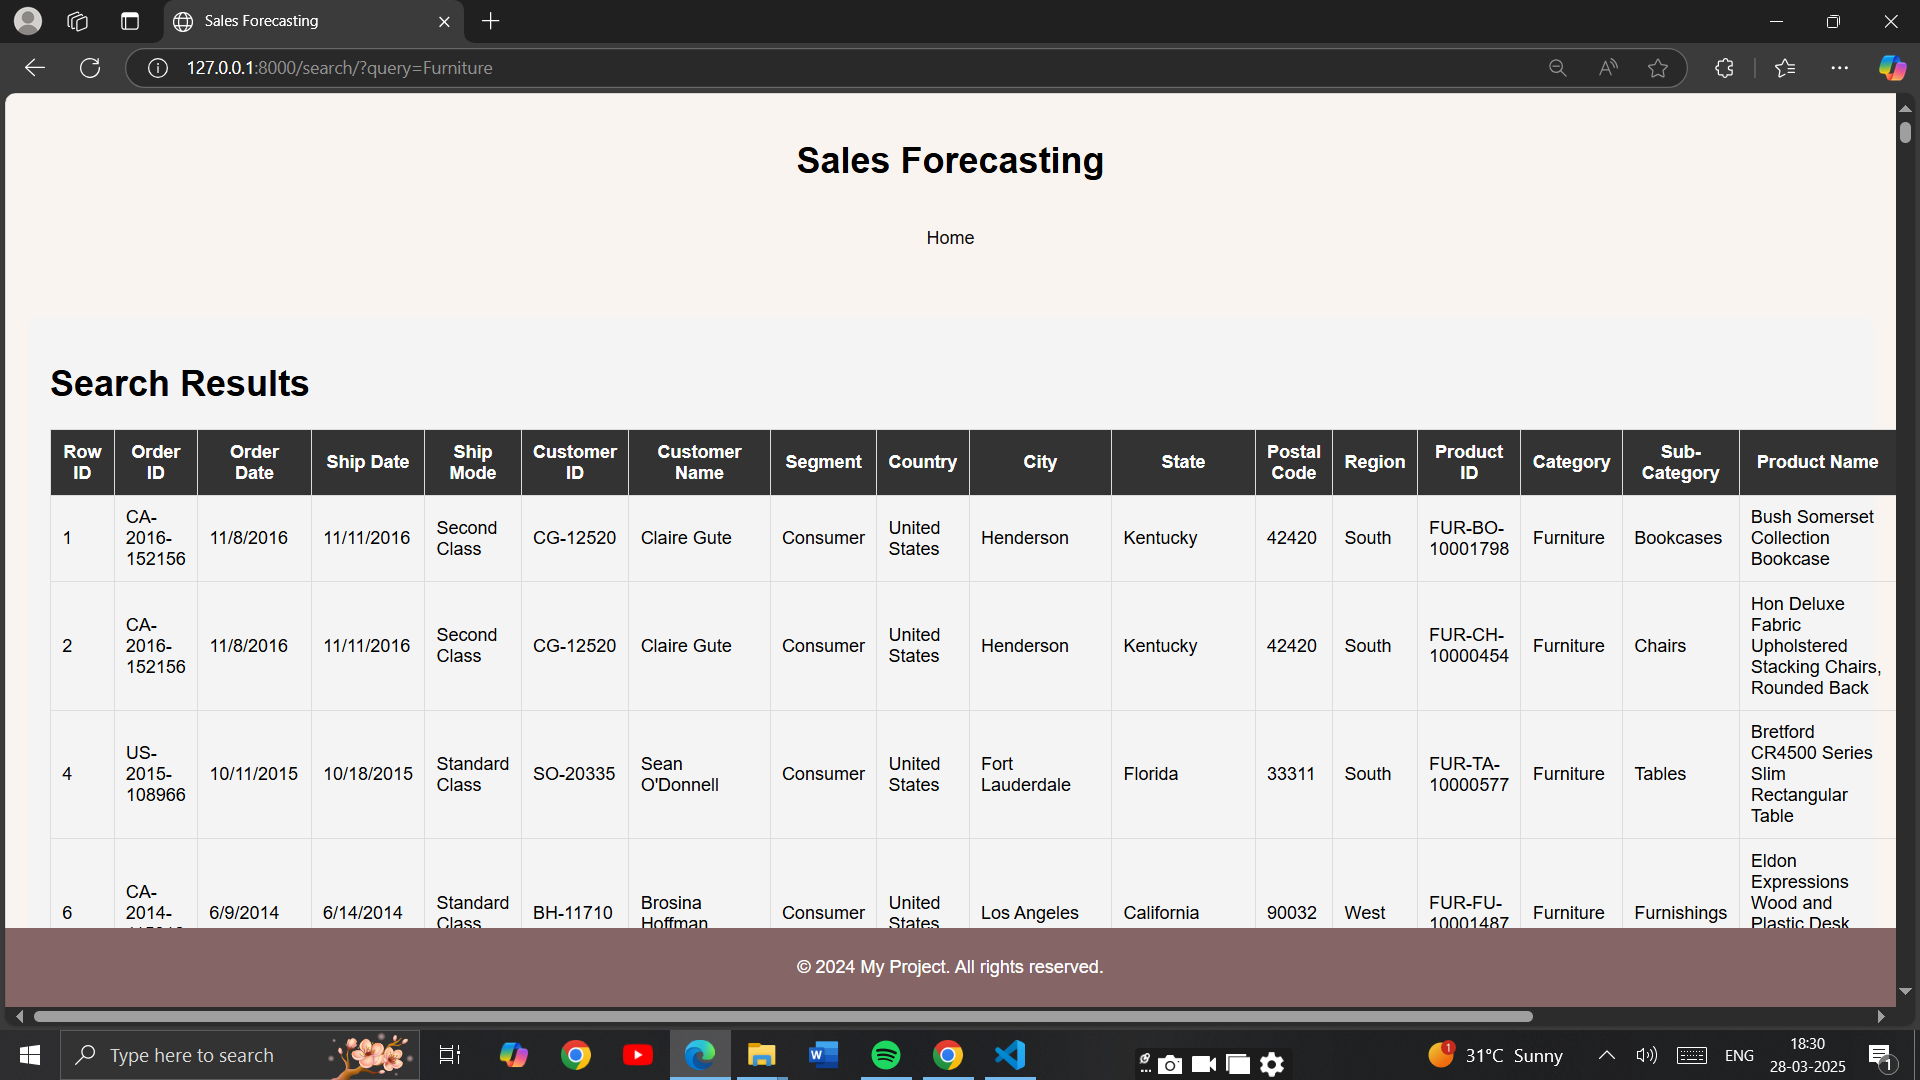 Sales Forecasting
127.0.0.1:8000/search/?query=Furniture
Sales Forecasting
Home
Search Results
Row ID Order ID Order Date Ship Date Ship Mode Customer ID Customer Name Segment Country City State Postal Code Region Product ID Category Sub-Category Product Name
1 CA-2016-152156 11/8/2016 11/11/2016 Second Class CG-12520 Claire Gute Consumer United States Henderson Kentucky 42420 South FUR-BO-10001798 Furniture Bookcases Bush Somerset Collection Bookcase
2 CA-2016-152156 11/8/2016 11/11/2016 Second Class CG-12520 Claire Gute Consumer United States Henderson Kentucky 42420 South FUR-CH-10000454 Furniture Chairs Hon Deluxe Fabric Upholstered Stacking Chairs, Rounded Back
4 US-2015-108966 10/11/2015 10/18/2015 Standard Class SO-20335 Sean O'Donnell Consumer United States Fort Lauderdale Florida 33311 South FUR-TA-10000577 Furniture Tables Bretford CR4500 Series Slim Rectangular Table
6 CA-2014- 6/9/2014 6/14/2014 Standard Class BH-11710 Brosina Hoffman Consumer United States Los Angeles California 90032 West FUR-FU-10001487 Furniture Furnishings Eldon Expressions Wood and Plastic Desk
© 2024 My Project. All rights reserved.
Type here to search
1
31°C Sunny
ENG
18:30
28-03-2025
1